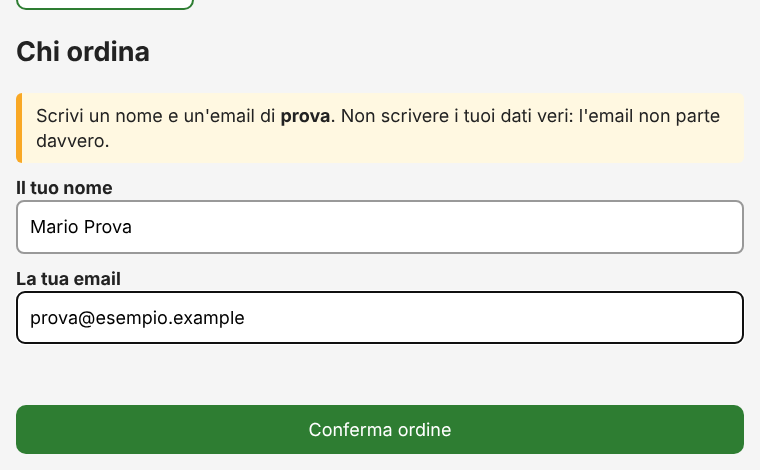 Chi ordina
Scrivi un nome e un'email di prova. Non scrivere i tuoi dati veri: l'email non parte
davvero.
Il tuo nome
Mario Prova
La tua email
prova@esempio.example
Conferma ordine